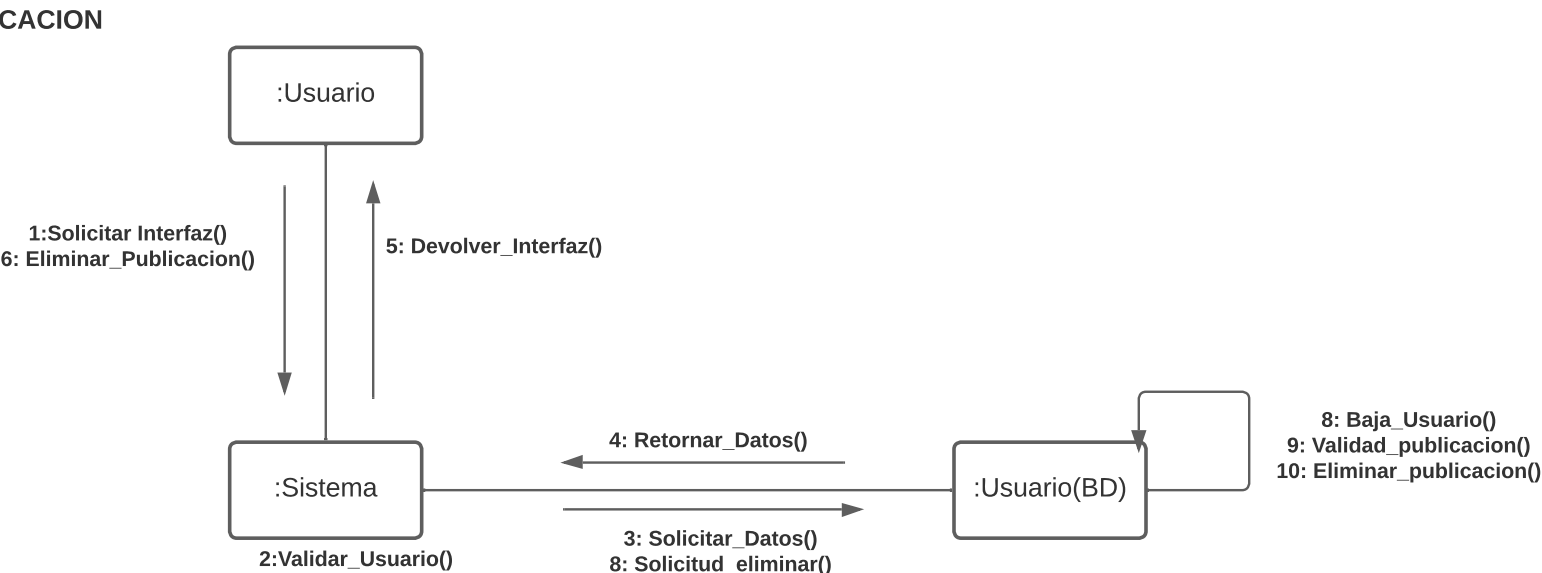 CACION
:Usuario
1:Solicitar Interfaz()
6: Eliminar_Publicacion()
5: Devolver_Interfaz()
4: Retornar_Datos()
8: Baja_Usuario()
9: Validad_publicacion()
10: Eliminar_publicacion()
:Sistema
:Usuario(BD)
3: Solicitar_Datos()
8: Solicitud_eliminar()
2:Validar_Usuario()